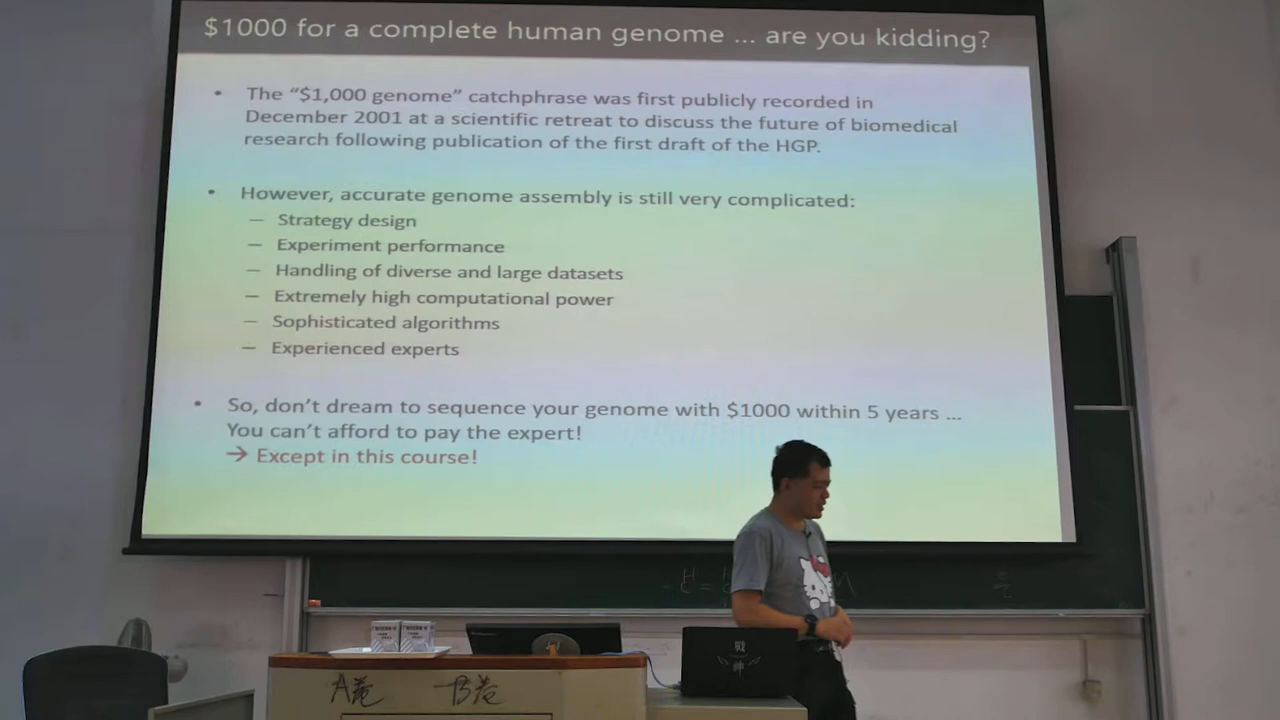 $1000 for a complete human genome ... are you kidding?
• The “$1,000 genome” catchphrase was first publicly recorded in
December 2001 at a scientific retreat to discuss the future of biomedical
research following publication of the first draft of the HGP.
• However, accurate genome assembly is still very complicated:
– Strategy design
– Experiment performance
– Handling of diverse and large datasets
– Extremely high computational power
– Sophisticated algorithms
– Experienced experts
• So, don’t dream to sequence your genome with $1000 within 5 years ...
You can’t afford to pay the expert!
→ Except in this course!
A卷 B卷